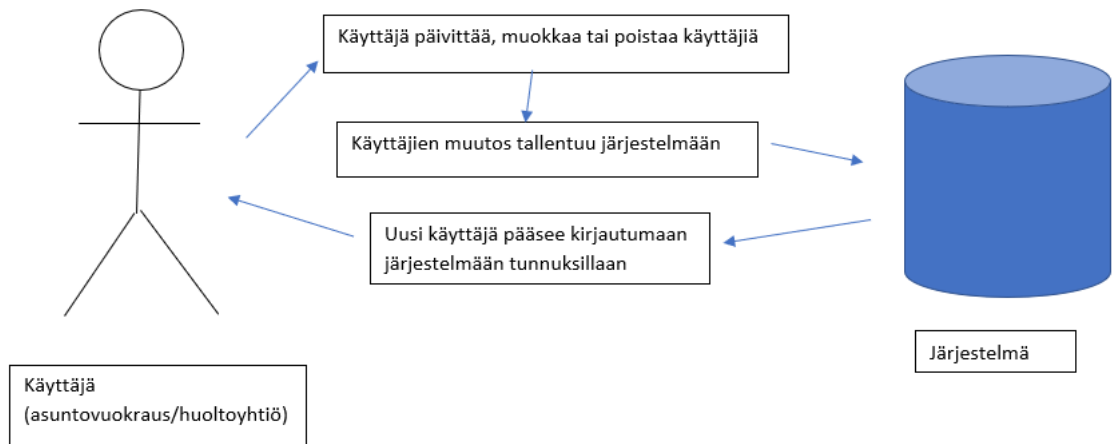 Käyttäjä päivittää, muokkaa tai poistaa käyttäjiä
Käyttäjien muutos tallentuu järjestelmään
Uusi käyttäjä pääsee kirjautumaan
järjestelmään tunnuksillaan
Järjestelmä
Käyttäjä
(asuntovuokraus/huoltoyhtiö)